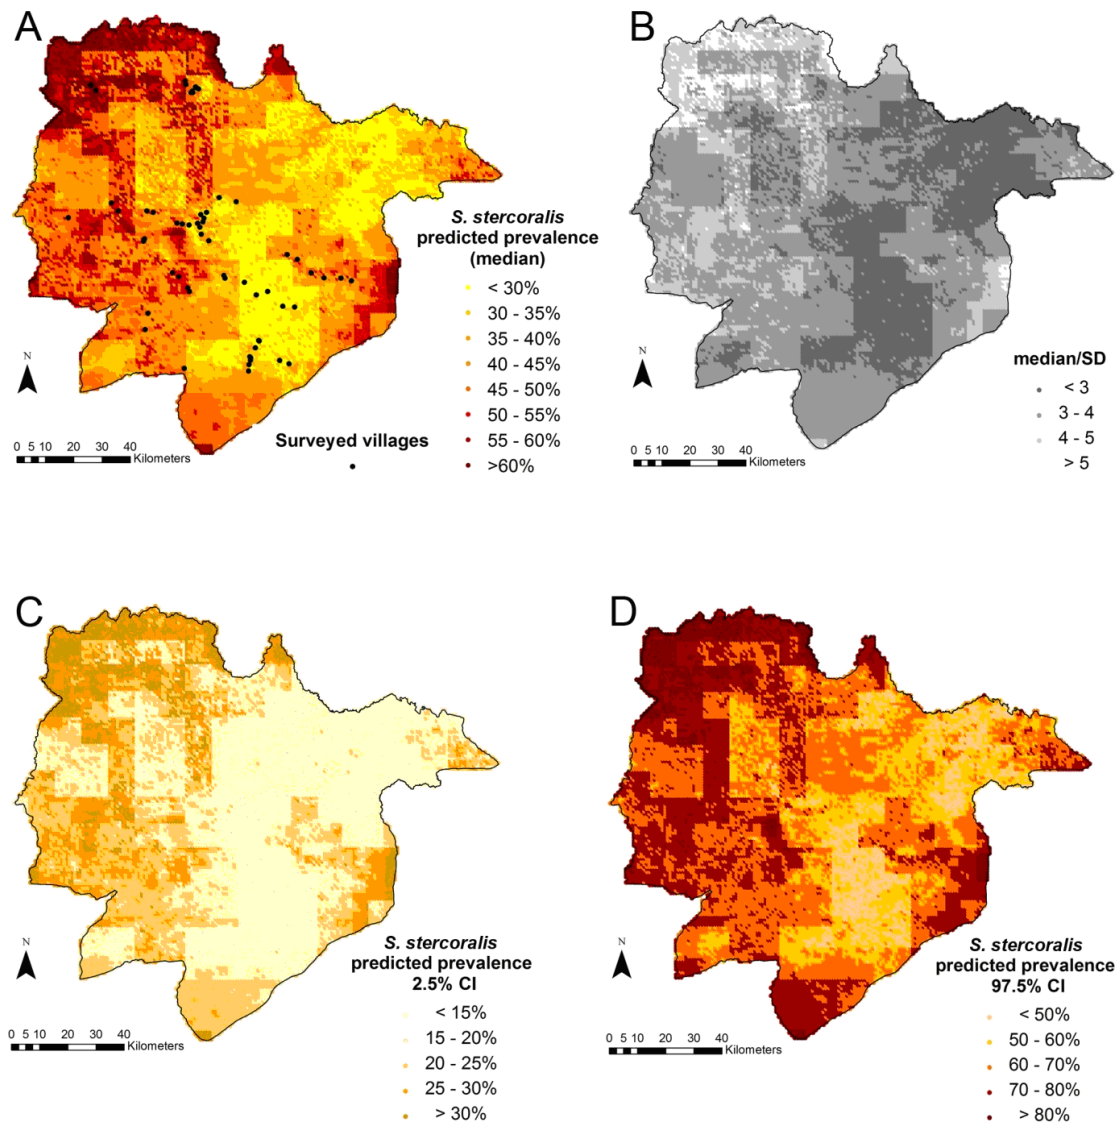 A
S. stercoralis
predicted prevalence
(median)
< 30%
30 - 35%
35 - 40%
40 - 45%
45 - 50%
50 - 55%
55 - 60%
>60%
Surveyed villages
N
0 5 10 20 30 40
Kilometers
B
median/SD
< 3
3 - 4
4 - 5
> 5
N
0 5 10 20 30 40
Kilometers
C
S. stercoralis
predicted prevalence
2.5% CI
< 15%
15 - 20%
20 - 25%
25 - 30%
> 30%
N
0 5 10 20 30 40
Kilometers
D
S. stercoralis
predicted prevalence
97.5% CI
< 50%
50 - 60%
60 - 70%
70 - 80%
> 80%
N
0 5 10 20 30 40
Kilometers